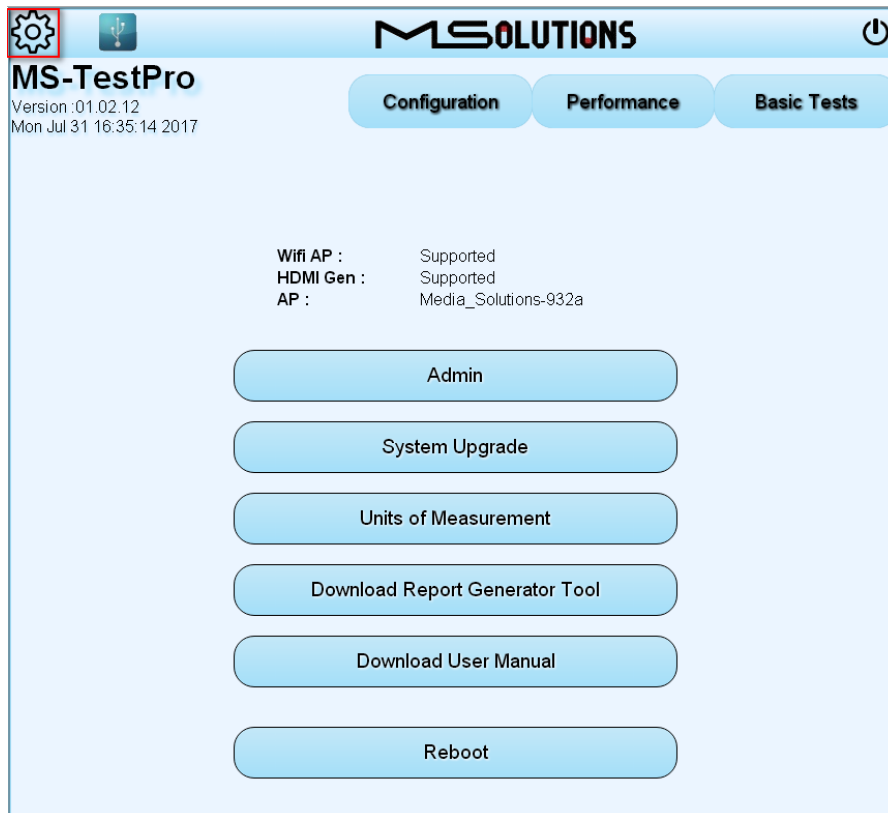 MSOLUTIONS
MS-TestPro
Version :01.02.12
Mon Jul 31 16:35:14 2017
Configuration
Performance
Basic Tests
Wifi AP : Supported
HDMI Gen : Supported
AP : Media_Solutions-932a
Admin
System Upgrade
Units of Measurement
Download Report Generator Tool
Download User Manual
Reboot